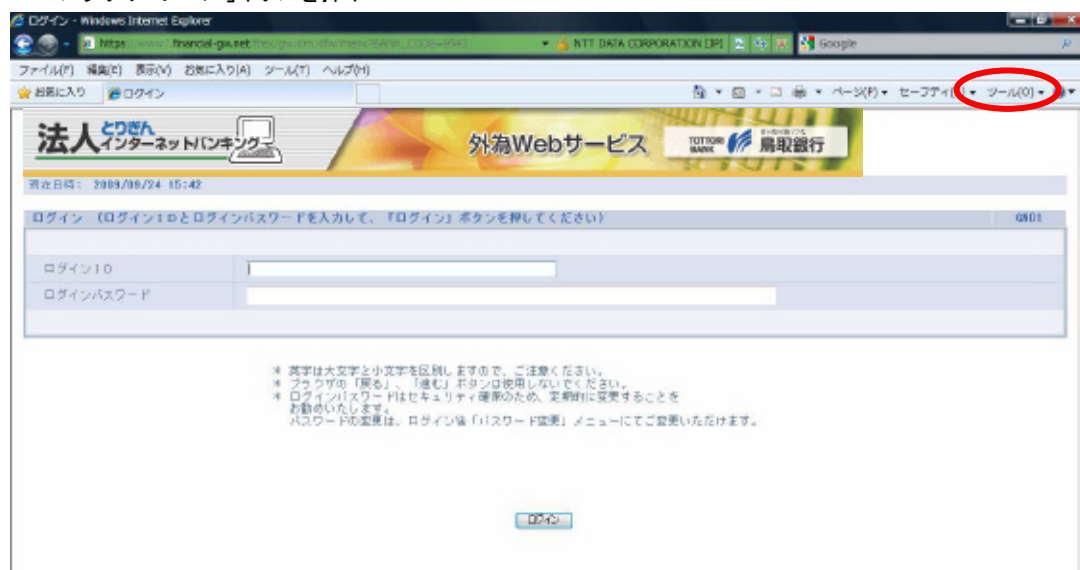 ログイン - Windows Internet Explorer
NTT DATA CORPORATION [JP]
Google
ファイル(F) 編集(E) 表示(V) お気に入り(A) ツール(T) ヘルプ(H)
お気に入り ログイン
ページ(P) セーフティ ツール(O)
法人 とりぎん インターネットバンキング
外為Webサービス
TOTTORI BANK 鳥取銀行
現在日時: 2009/09/24 15:42
ログイン (ログインIDとログインパスワードを入力して、「ログイン」ボタンを押してください)
ログインID
ログインパスワード
* 英字は大文字と小文字を区別しますので、ご注意ください。
* ブラウザの「戻る」、「進む」ボタンは使用しないでください。
* ログインパスワードはセキュリティ確保のため、定期的に変更することを
お勧めいたします。
パスワードの変更は、ログイン後「パスワード変更」メニューにてご変更いただけます。
ログイン